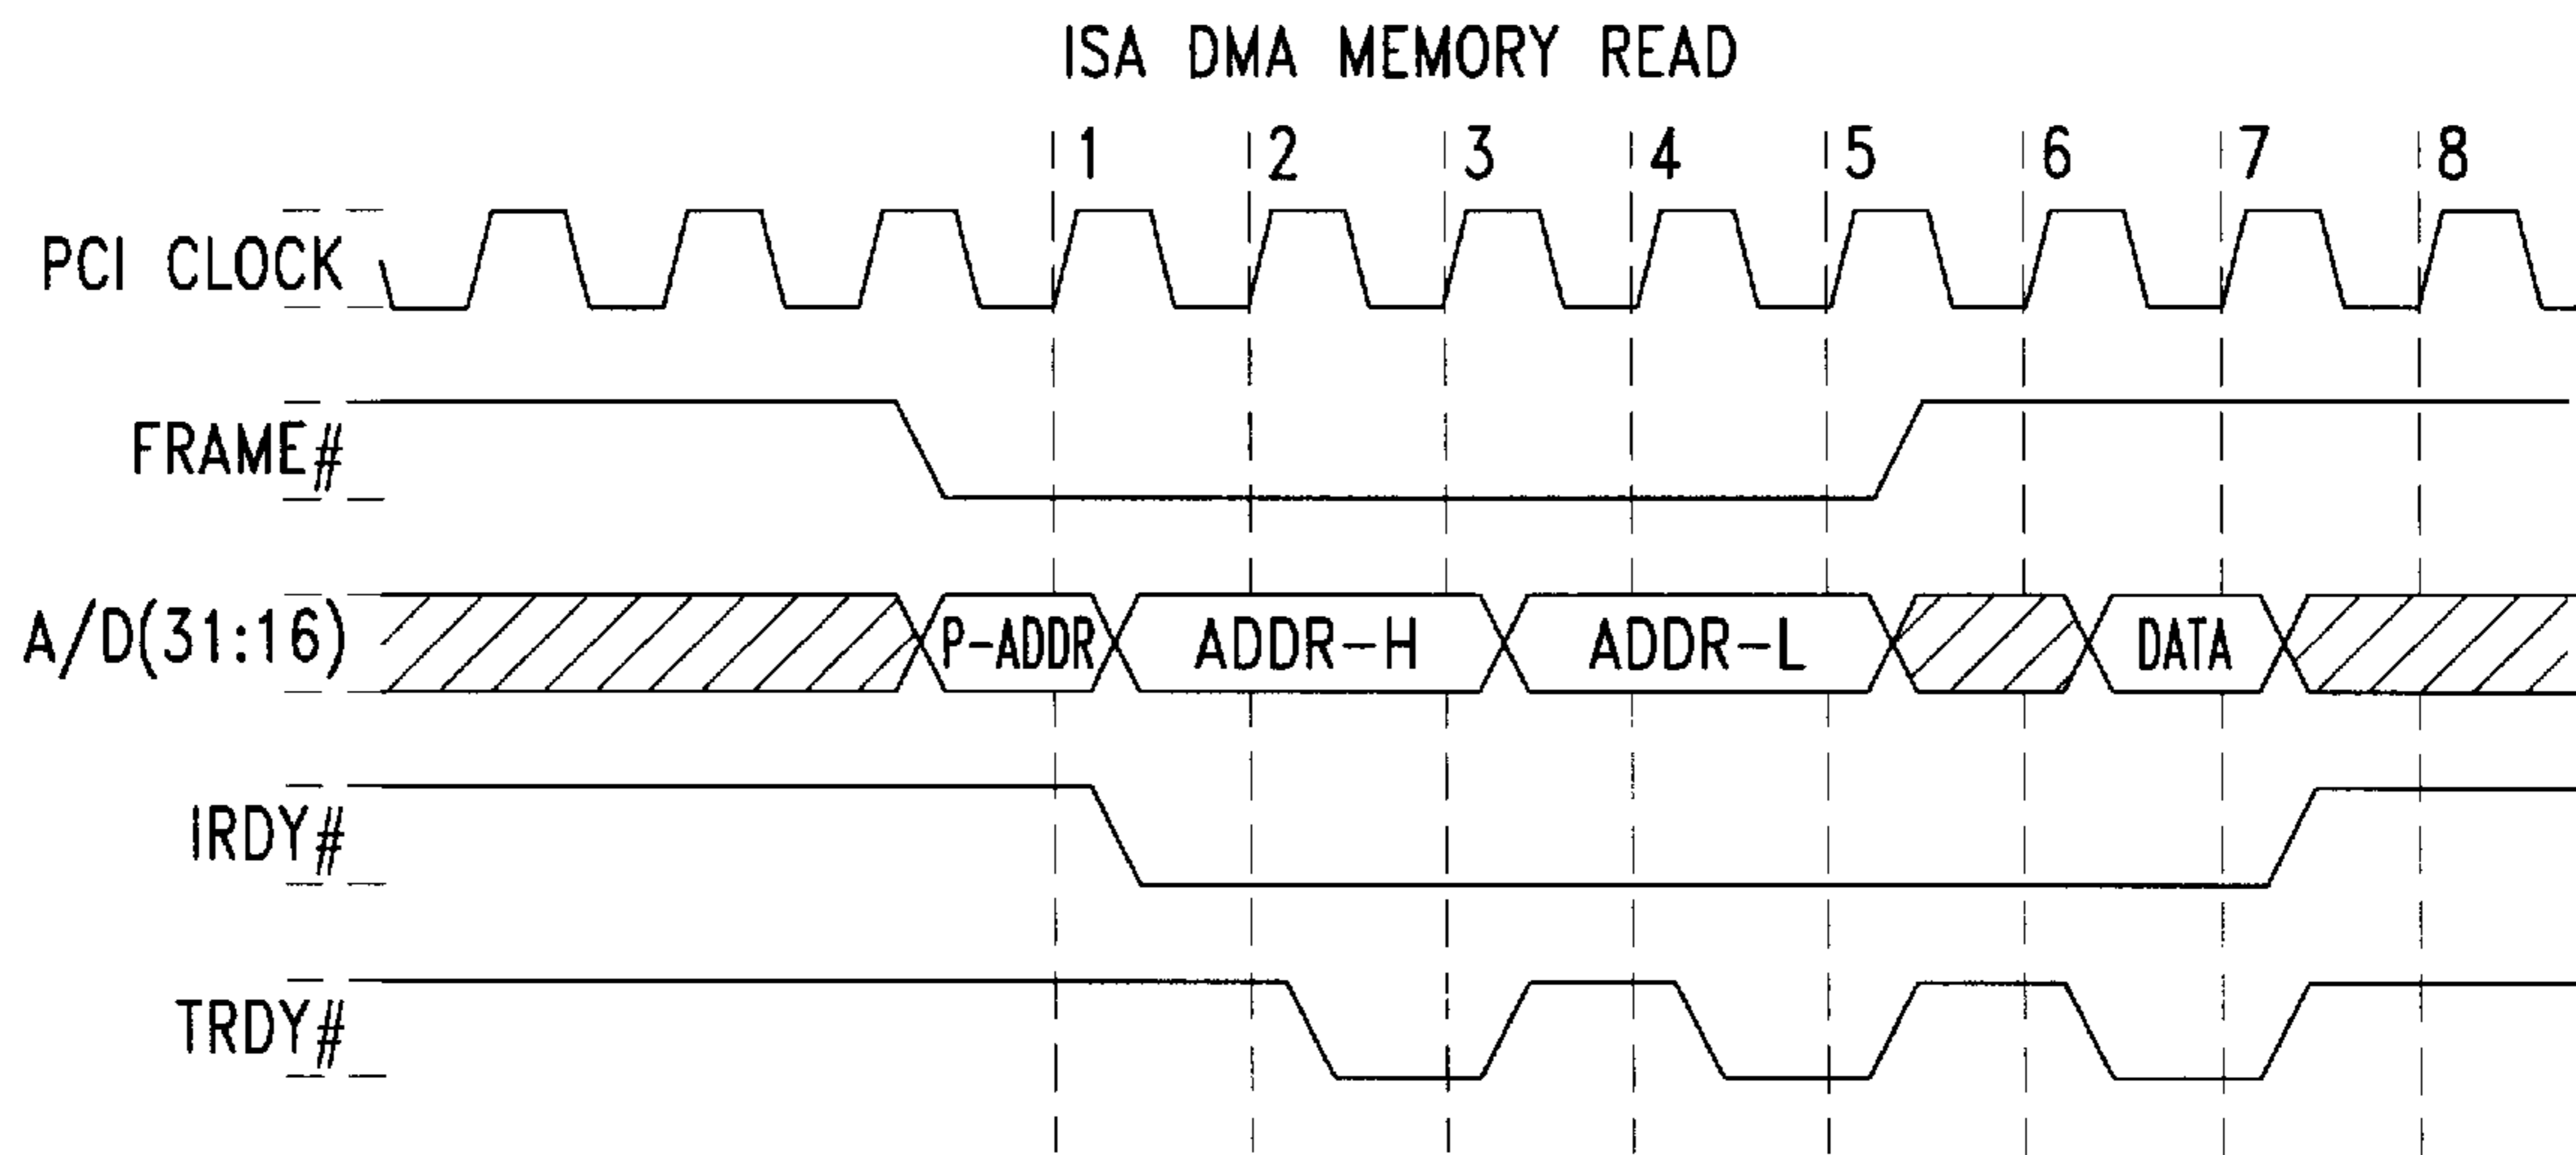 ISA DMA MEMORY READ
1 2 3 4 5 6 7 8
PCI CLOCK
FRAME#
A/D(31:16) P-ADDR ADDR-H ADDR-L DATA
IRDY#
TRDY#